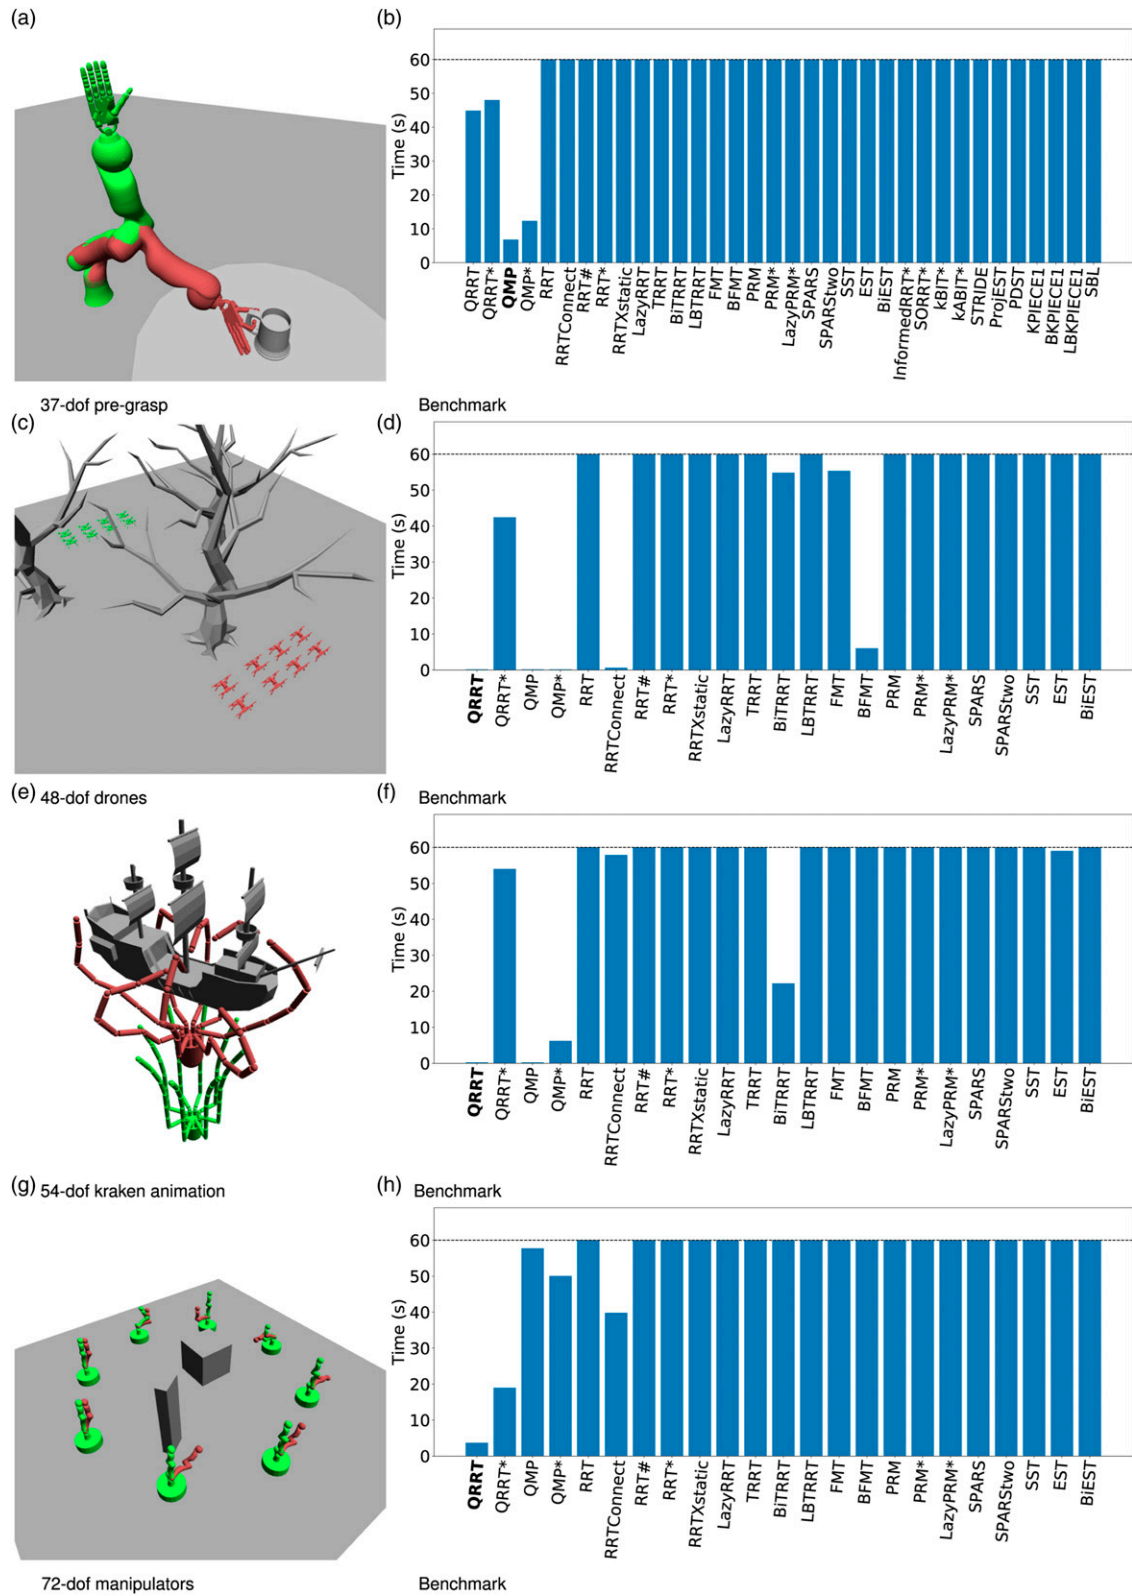 (a)
(b)
Time (s)
60
50
40
30
20
10
0
QRRT
QRRT*
QMP
QMP*
RRT
RRTConnect
RRT#
RRT*
RRTXstatic
LazyRRT
TRRT
BiTRRT
LBTRRT
FMT
BFMT
PRM
PRM*
LazyPRM*
SPARS
SPARStwo
SST
EST
BiEST
InformedRRT*
SORRT*
kBIT*
kABIT*
STRIDE
ProjEST
PDST
KPIECE1
BKPIECE1
LBKPIECE1
SBL
37-dof pre-grasp
Benchmark
(c)
(d)
Time (s)
60
50
40
30
20
10
0
QRRT
QRRT*
QMP
QMP*
RRT
RRTConnect
RRT#
RRT*
RRTXstatic
LazyRRT
TRRT
BiTRRT
LBTRRT
FMT
BFMT
PRM
PRM*
LazyPRM*
SPARS
SPARStwo
SST
EST
BiEST
(e) 48-dof drones
(f) Benchmark
Time (s)
60
50
40
30
20
10
0
QRRT
QRRT*
QMP
QMP*
RRT
RRTConnect
RRT#
RRT*
RRTXstatic
LazyRRT
TRRT
BiTRRT
LBTRRT
FMT
BFMT
PRM
PRM*
LazyPRM*
SPARS
SPARStwo
SST
EST
BiEST
(g) 54-dof kraken animation
(h) Benchmark
Time (s)
60
50
40
30
20
10
0
QRRT
QRRT*
QMP
QMP*
RRT
RRTConnect
RRT#
RRT*
RRTXstatic
LazyRRT
TRRT
BiTRRT
LBTRRT
FMT
BFMT
PRM
PRM*
LazyPRM*
SPARS
SPARStwo
SST
EST
BiEST
72-dof manipulators
Benchmark